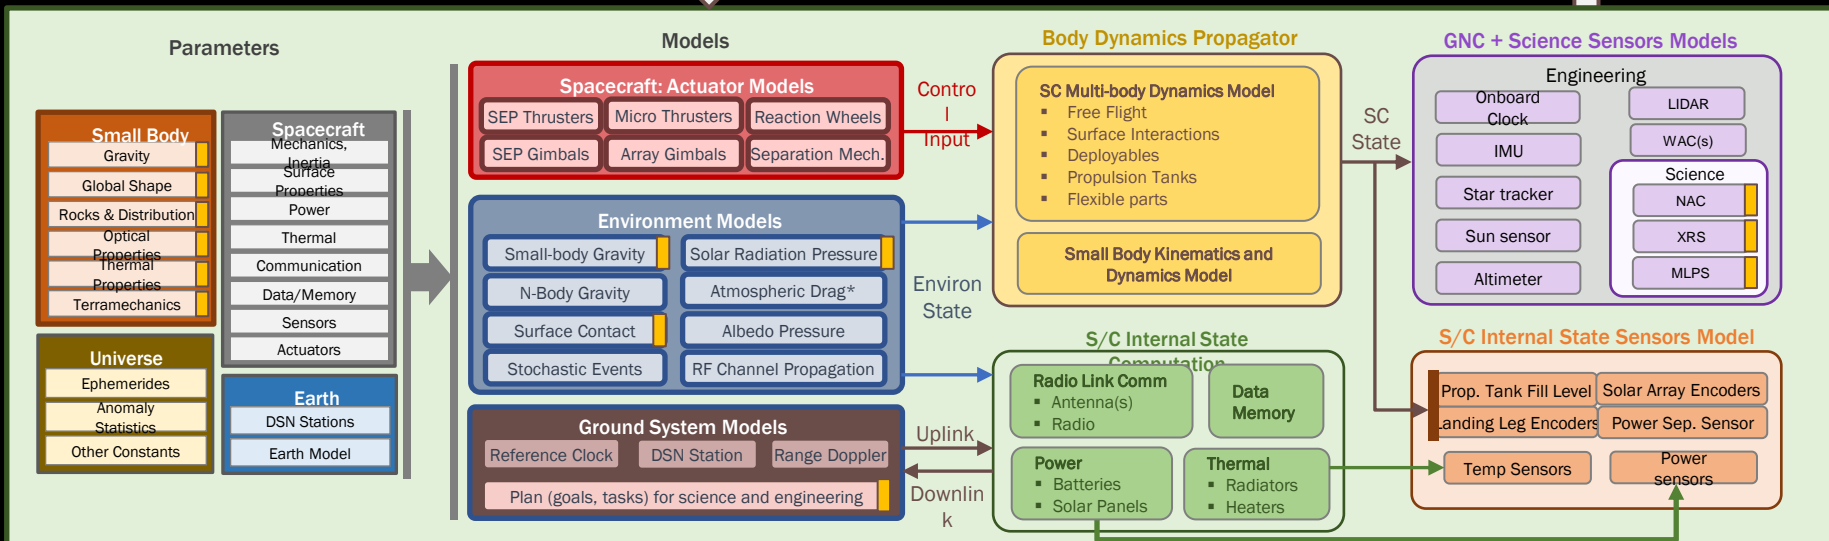 Parameters
Small Body
Gravity
Global Shape
Rocks & Distribution
Optical
Properties
Thermal
Properties
Terramechanics
Universe
Ephemerides
Anomaly
Statistics
Other Constants
Spacecraft
Mechanics,
Inertia
Surface
Properties
Power
Thermal
Communication
Data/Memory
Sensors
Actuators
Earth
DSN Stations
Earth Model
Models
Spacecraft: Actuator Models
SEP Thrusters
Micro Thrusters
Reaction Wheels
SEP Gimbals
Array Gimbals
Separation Mech.
Environment Models
Small-body Gravity
Solar Radiation Pressure
N-Body Gravity
Atmospheric Drag*
Surface Contact
Albedo Pressure
Stochastic Events
RF Channel Propagation
Ground System Models
Reference Clock
DSN Station
Range Doppler
Plan (goals, tasks) for science and engineering
Contro
l
Input
Environ
State
Uplink
Downlin
k
Body Dynamics Propagator
SC Multi-body Dynamics Model
▪ Free Flight
▪ Surface Interactions
▪ Deployables
▪ Propulsion Tanks
▪ Flexible parts
Small Body Kinematics and
Dynamics Model
S/C Internal State
Computation
Radio Link Comm
▪ Antenna(s)
▪ Radio
Data
Memory
Power
▪ Batteries
▪ Solar Panels
Thermal
▪ Radiators
▪ Heaters
SC
State
GNC + Science Sensors Models
Engineering
Onboard
Clock
IMU
Star tracker
Sun sensor
Altimeter
LIDAR
WAC(s)
Science
NAC
XRS
MLPS
S/C Internal State Sensors Model
Prop. Tank Fill Level
Solar Array Encoders
Landing Leg Encoders
Power Sep. Sensor
Temp Sensors
Power
sensors